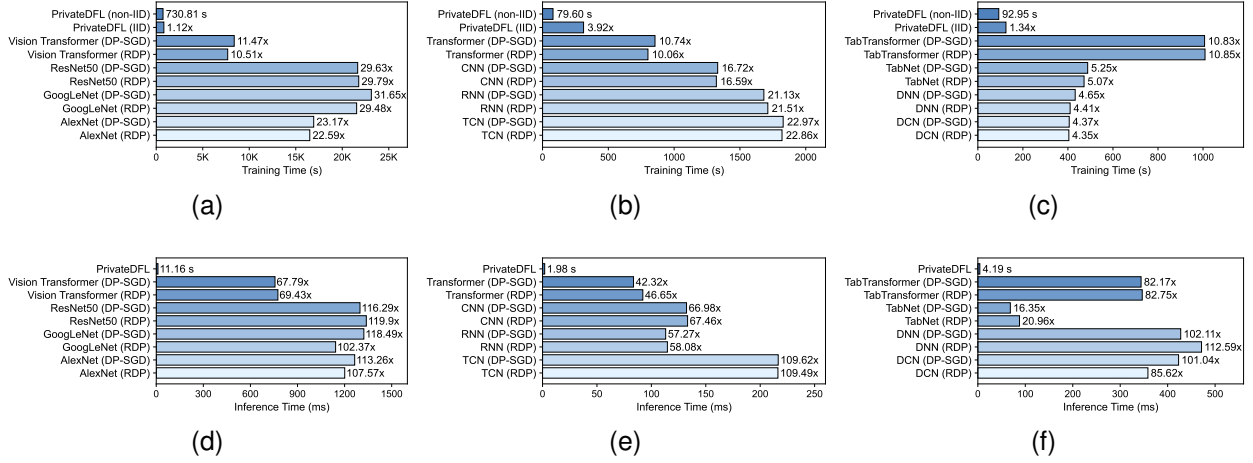 PrivateDFL (non-IID) 730.81 s
PrivateDFL (IID) 1.12x
Vision Transformer (DP-SGD) 11.47x
Vision Transformer (RDP) 10.51x
ResNet50 (DP-SGD) 29.63x
ResNet50 (RDP) 29.79x
GoogLeNet (DP-SGD) 31.65x
GoogLeNet (RDP) 29.48x
AlexNet (DP-SGD) 23.17x
AlexNet (RDP) 22.59x
0 5K 10K 15K 20K 25K
Training Time (s)
(a)
PrivateDFL (non-IID) 79.60 s
PrivateDFL (IID) 3.92x
Transformer (DP-SGD) 10.74x
Transformer (RDP) 10.06x
CNN (DP-SGD) 16.72x
CNN (RDP) 16.59x
RNN (DP-SGD) 21.13x
RNN (RDP) 21.51x
TCN (DP-SGD) 22.97x
TCN (RDP) 22.86x
0 500 1000 1500 2000
Training Time (s)
(b)
PrivateDFL (non-IID) 92.95 s
PrivateDFL (IID) 1.34x
TabTransformer (DP-SGD) 10.83x
TabTransformer (RDP) 10.85x
TabNet (DP-SGD) 5.25x
TabNet (RDP) 5.07x
DNN (DP-SGD) 4.65x
DNN (RDP) 4.41x
DCN (DP-SGD) 4.37x
DCN (RDP) 4.35x
0 200 400 600 800 1000
Training Time (s)
(c)
PrivateDFL 11.16 s
Vision Transformer (DP-SGD) 67.79x
Vision Transformer (RDP) 69.43x
ResNet50 (DP-SGD) 116.29x
ResNet50 (RDP) 119.9x
GoogLeNet (DP-SGD) 118.49x
GoogLeNet (RDP) 102.37x
AlexNet (DP-SGD) 113.26x
AlexNet (RDP) 107.57x
0 300 600 900 1200 1500
Inference Time (ms)
(d)
PrivateDFL 1.98 s
Transformer (DP-SGD) 42.32x
Transformer (RDP) 46.65x
CNN (DP-SGD) 66.98x
CNN (RDP) 67.46x
RNN (DP-SGD) 57.27x
RNN (RDP) 58.08x
TCN (DP-SGD) 109.62x
TCN (RDP) 109.49x
0 50 100 150 200 250
Inference Time (ms)
(e)
PrivateDFL 4.19 s
TabTransformer (DP-SGD) 82.17x
TabTransformer (RDP) 82.75x
TabNet (DP-SGD) 16.35x
TabNet (RDP) 20.96x
DNN (DP-SGD) 102.11x
DNN (RDP) 112.59x
DCN (DP-SGD) 101.04x
DCN (RDP) 85.62x
0 100 200 300 400 500
Inference Time (ms)
(f)